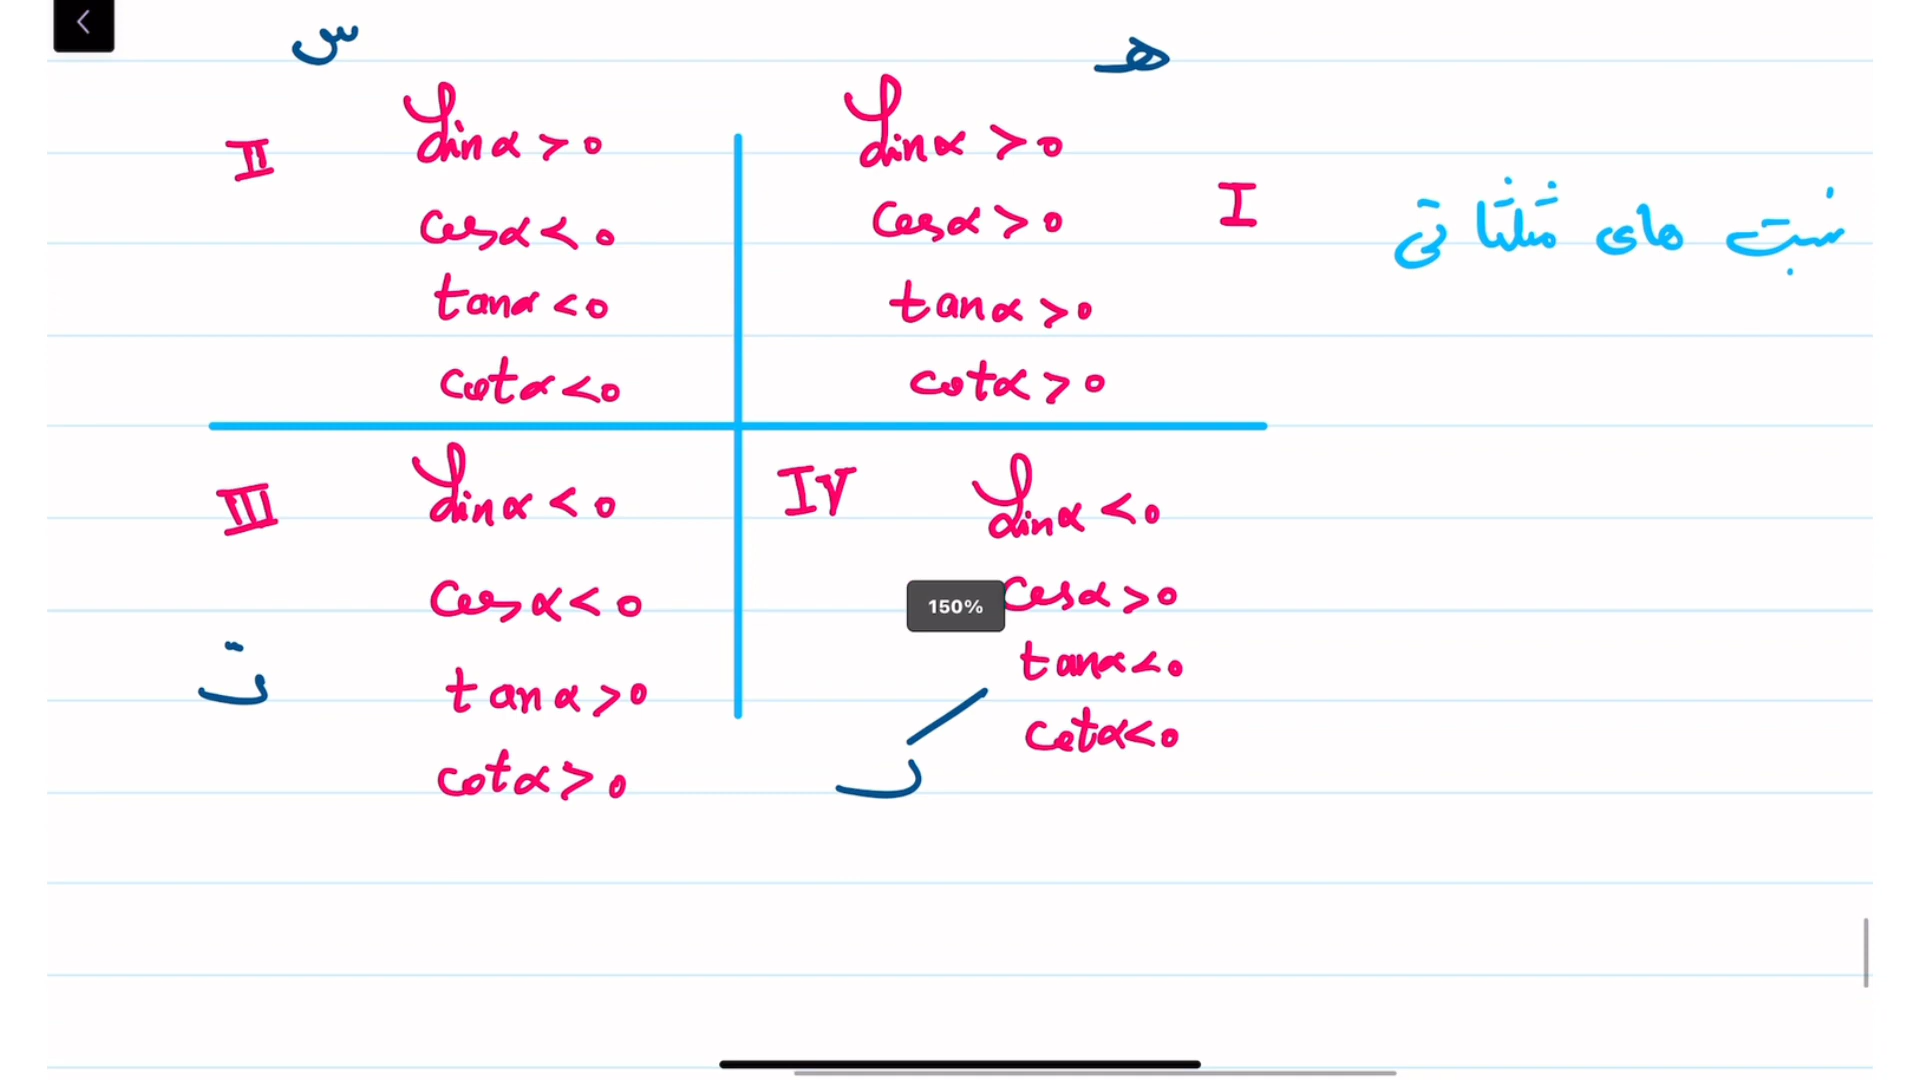 س
ه
II
sinα > 0
cosα < 0
tanα < 0
cotα < 0
sinα > 0
cosα > 0
tanα > 0
cotα > 0
I
نسبت های مثلثاتی
III
sinα < 0
cosα < 0
tanα > 0
cotα > 0
ت
IV
sinα < 0
cosα > 0
tanα < 0
cotα < 0
ک
150%